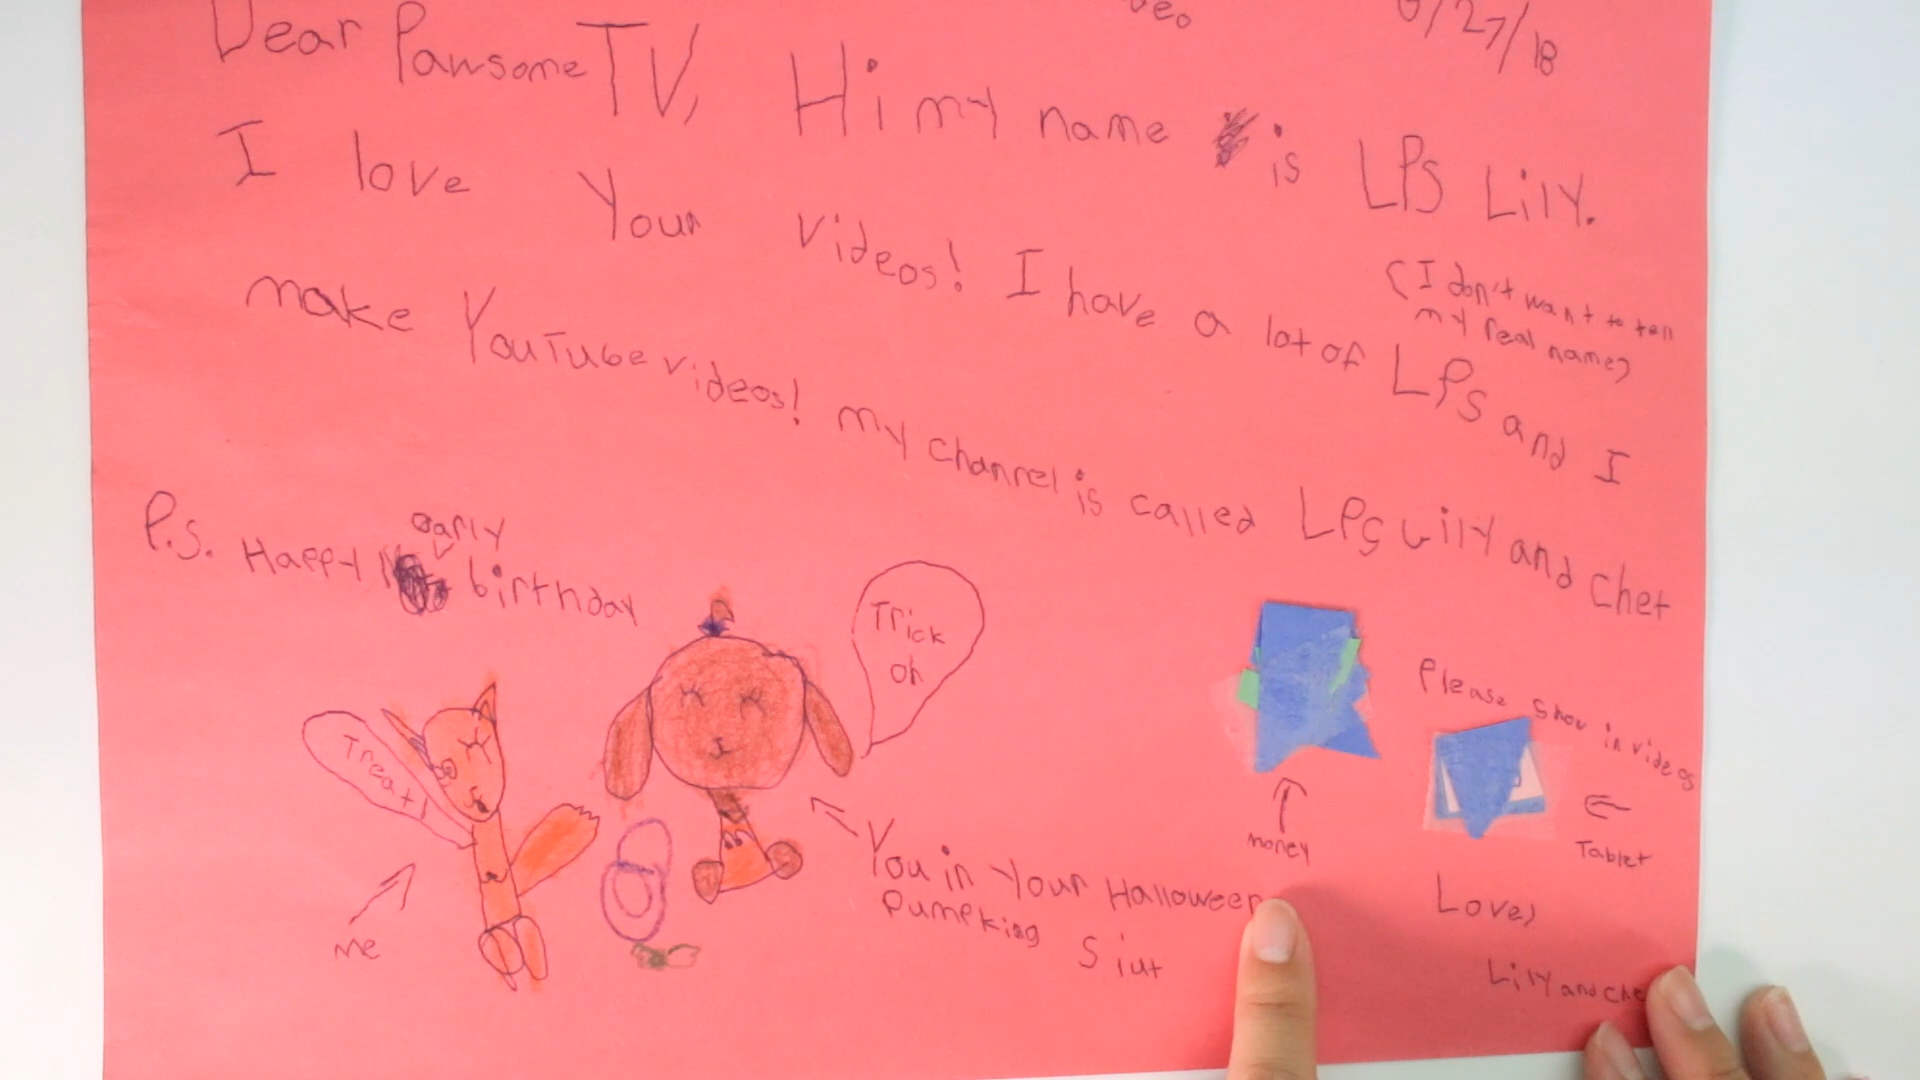 Dear Pawsome TV, Hi my name is LPS Lily.
(I don't want to tell
my real name)
I love Your videos! I have a lot of LPS and I
make YouTube videos! My channel is called LPS Lily and Chet
P.S. Happy early birthday
Trick
or
Treat!
me
You in Your Halloween
Pumpking Siut
money
Please show in videos
Tablet
Love,
Lily and